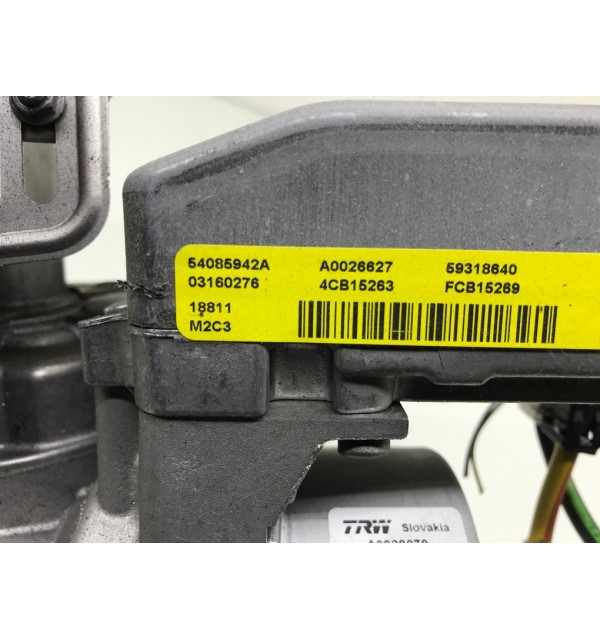 54085942A A0026627 59318640
03160276 4CB15263 FCB15269
18811
M2C3
TRW Slovakia